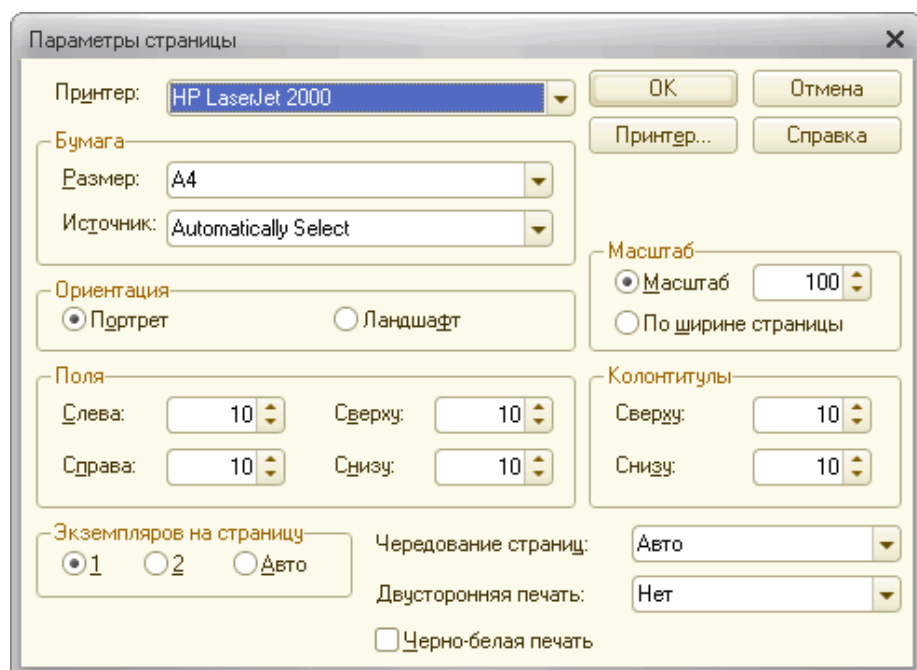 Параметры страницы
Принтер: HP LaserJet 2000 OK Отмена
Принтер... Справка
Бумага
Размер: A4
Источник: Automatically Select
Масштаб
Масштаб 100
По ширине страницы
Ориентация
Портрет Ландшафт
Поля
Слева: 10 Сверху: 10
Справа: 10 Снизу: 10
Колонтитулы
Сверху: 10
Снизу: 10
Экземпляров на страницу
1 2 Авто
Чередование страниц: Авто
Двусторонняя печать: Нет
Черно-белая печать